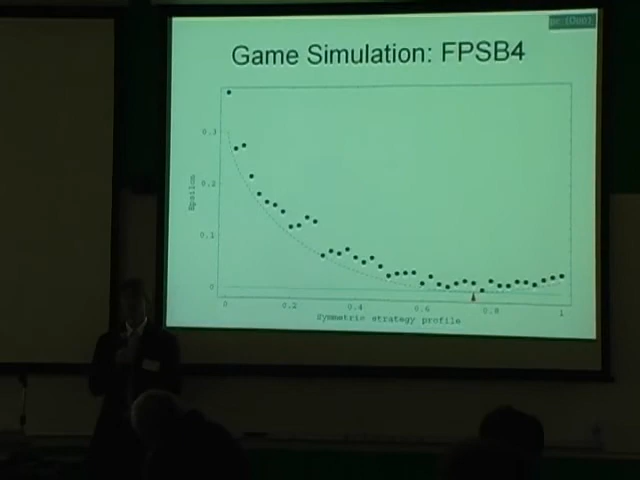 Game Simulation: FPSB4
0.3
0.2
0.1
0
Epsilon
0 0.2 0.4 0.6 0.8 1
Symmetric strategy profile